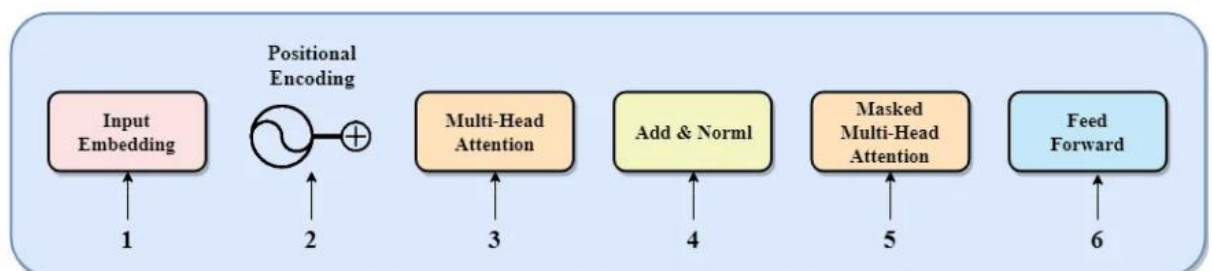 Positional
Encoding
Input
Embedding
Multi-Head
Attention
Add & Norml
Masked
Multi-Head
Attention
Feed
Forward
1
2
3
4
5
6